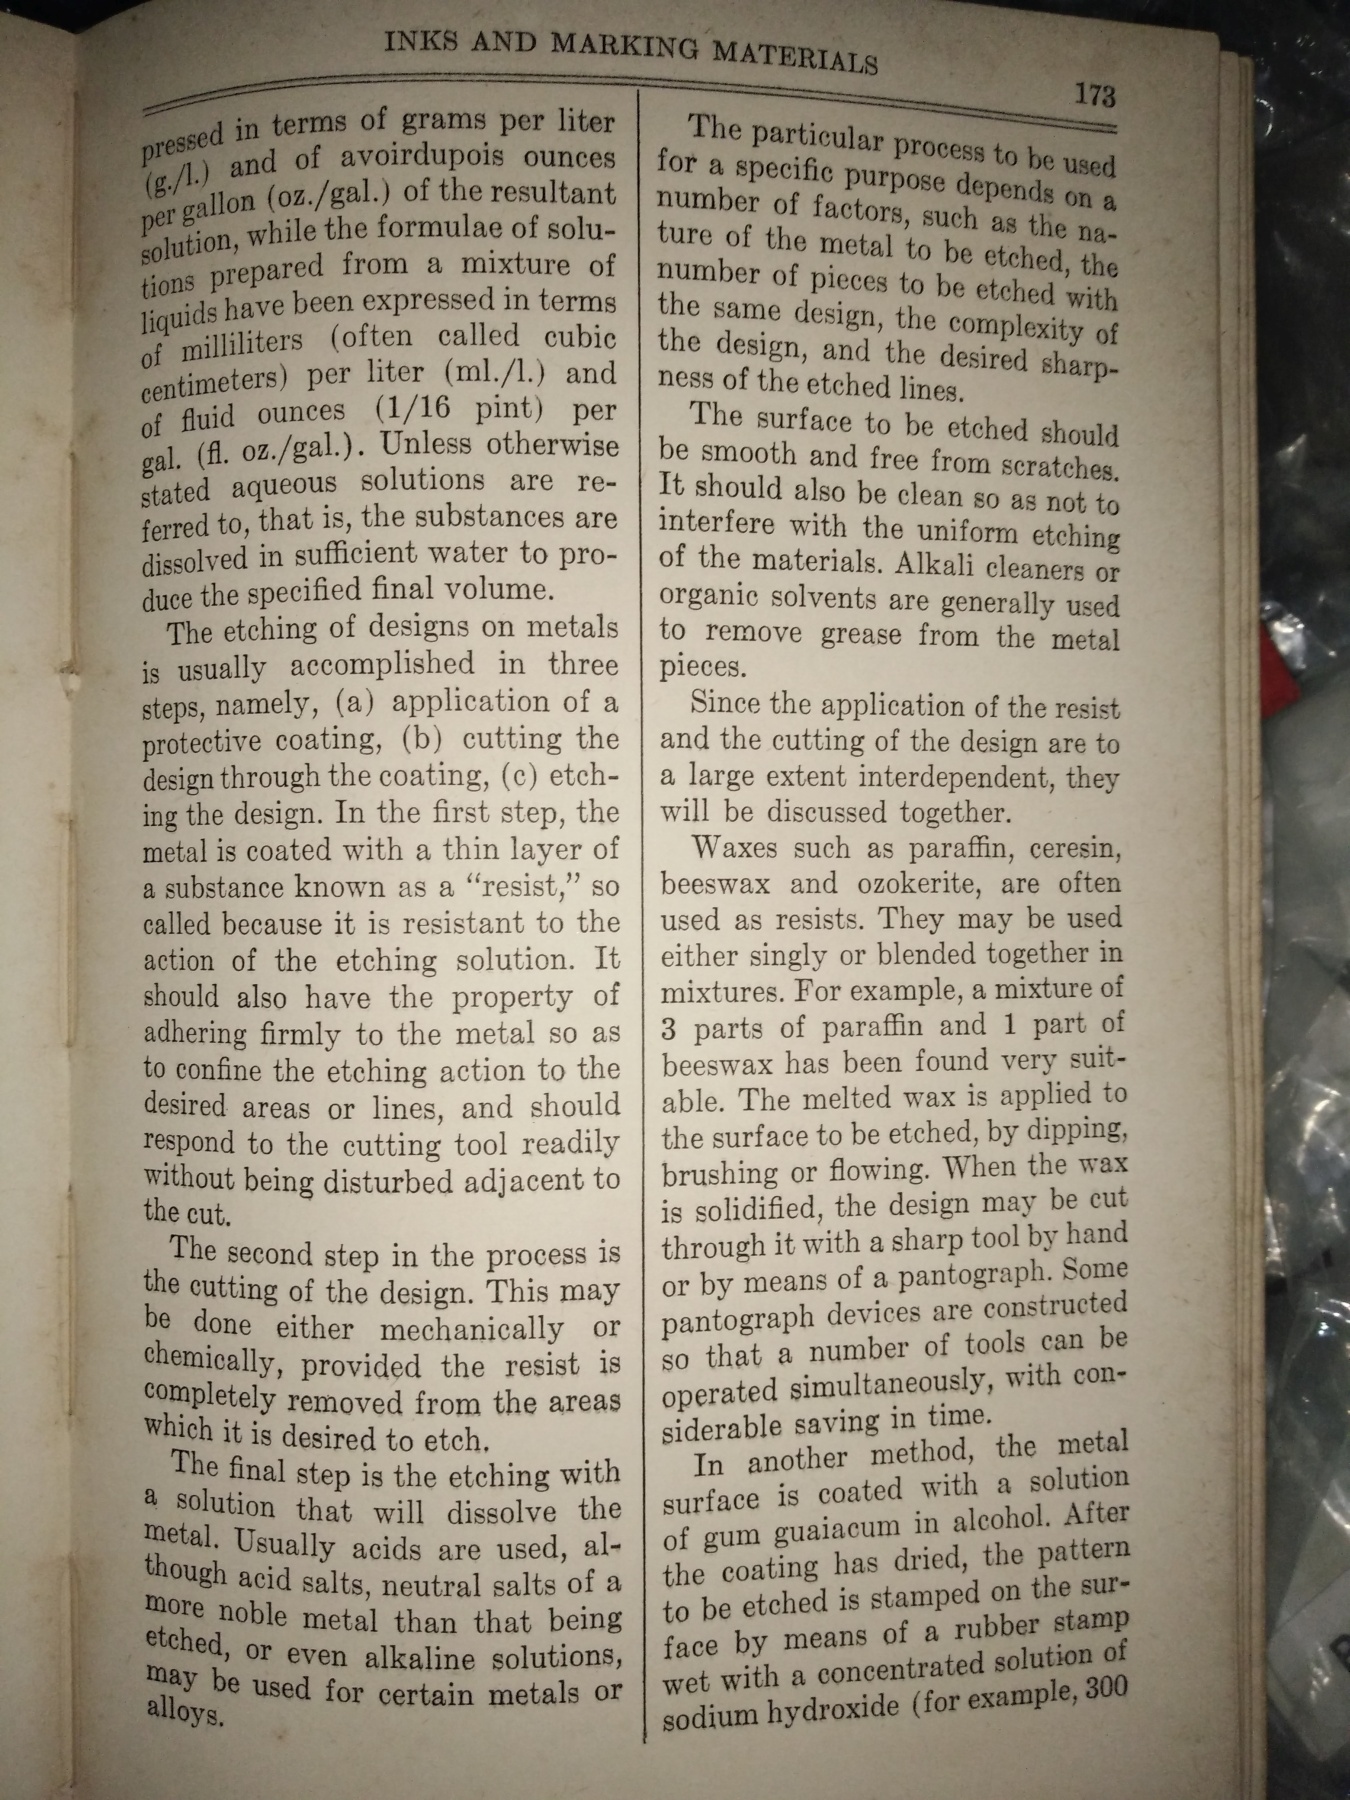 INKS AND MARKING MATERIALS
173
pressed in terms of grams per liter
(g./l.) and of avoirdupois ounces
per gallon (oz./gal.) of the resultant
solution, while the formulae of solu-
tions prepared from a mixture of
liquids have been expressed in terms
of milliliters (often called cubic
centimeters) per liter (ml./l.) and
of fluid ounces (1/16 pint) per
gal. (fl. oz./gal.). Unless otherwise
stated aqueous solutions are re-
ferred to, that is, the substances are
dissolved in sufficient water to pro-
duce the specified final volume.
The etching of designs on metals
is usually accomplished in three
steps, namely, (a) application of a
protective coating, (b) cutting the
design through the coating, (c) etch-
ing the design. In the first step, the
metal is coated with a thin layer of
a substance known as a “resist,” so
called because it is resistant to the
action of the etching solution. It
should also have the property of
adhering firmly to the metal so as
to confine the etching action to the
desired areas or lines, and should
respond to the cutting tool readily
without being disturbed adjacent to
the cut.
The second step in the process is
the cutting of the design. This may
be done either mechanically or
chemically, provided the resist is
completely removed from the areas
which it is desired to etch.
The final step is the etching with
a solution that will dissolve the
metal. Usually acids are used, al-
though acid salts, neutral salts of a
more noble metal than that being
etched, or even alkaline solutions,
may be used for certain metals or
alloys.
The particular process to be used
for a specific purpose depends on a
number of factors, such as the na-
ture of the metal to be etched, the
number of pieces to be etched with
the same design, the complexity of
the design, and the desired sharp-
ness of the etched lines.
The surface to be etched should
be smooth and free from scratches.
It should also be clean so as not to
interfere with the uniform etching
of the materials. Alkali cleaners or
organic solvents are generally used
to remove grease from the metal
pieces.
Since the application of the resist
and the cutting of the design are to
a large extent interdependent, they
will be discussed together.
Waxes such as paraffin, ceresin,
beeswax and ozokerite, are often
used as resists. They may be used
either singly or blended together in
mixtures. For example, a mixture of
3 parts of paraffin and 1 part of
beeswax has been found very suit-
able. The melted wax is applied to
the surface to be etched, by dipping,
brushing or flowing. When the wax
is solidified, the design may be cut
through it with a sharp tool by hand
or by means of a pantograph. Some
pantograph devices are constructed
so that a number of tools can be
operated simultaneously, with con-
siderable saving in time.
In another method, the metal
surface is coated with a solution
of gum guaiacum in alcohol. After
the coating has dried, the pattern
to be etched is stamped on the sur-
face by means of a rubber stamp
wet with a concentrated solution of
sodium hydroxide (for example, 300